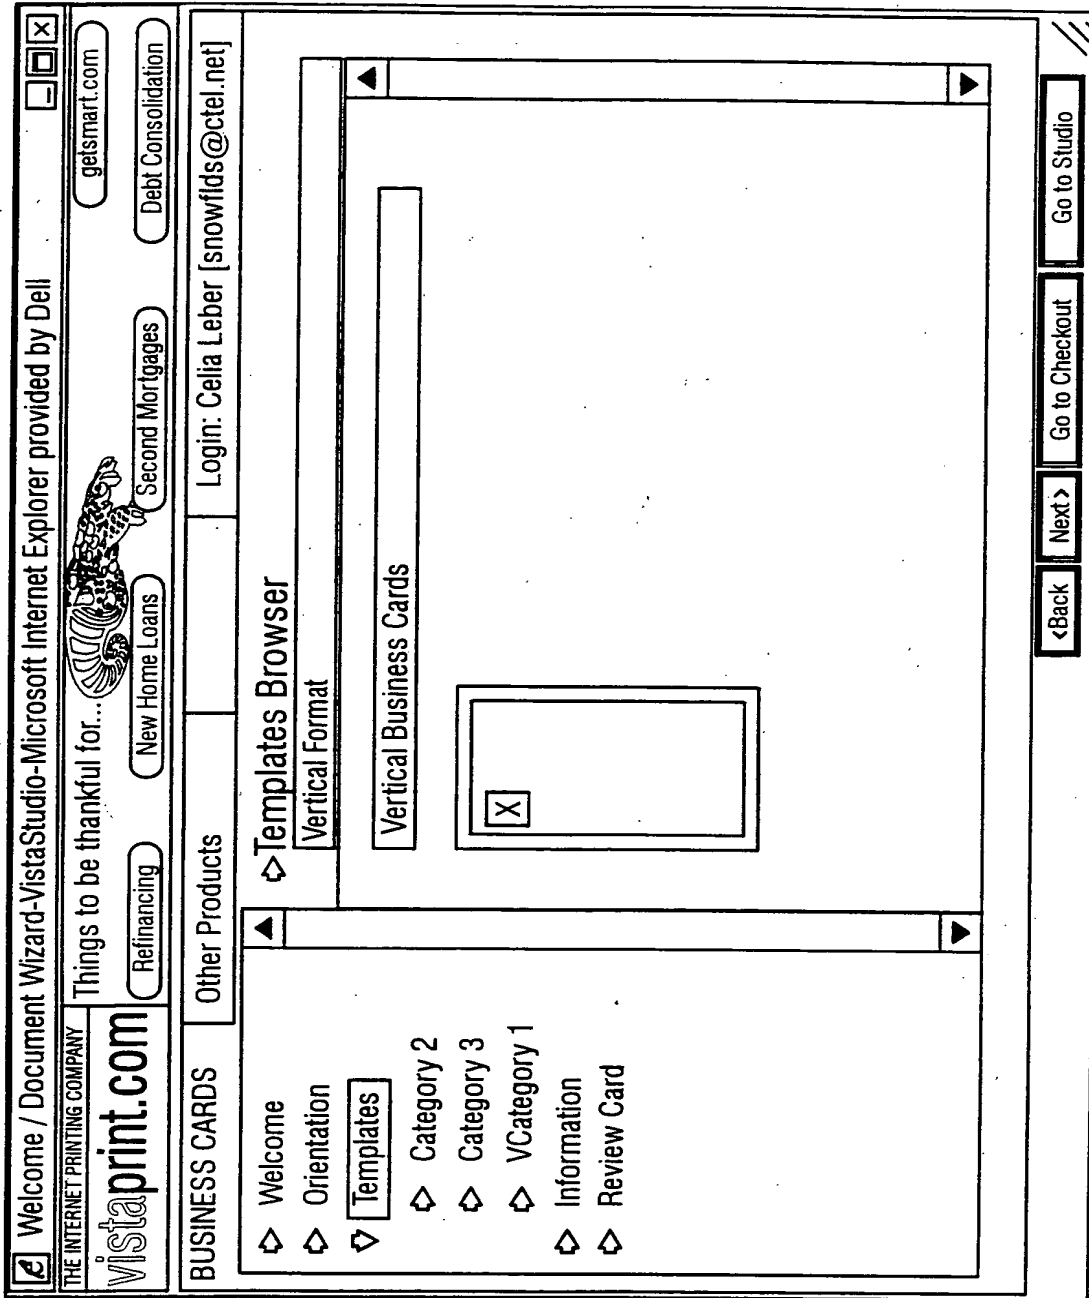 Welcome / Document Wizard-VistaStudio-Microsoft Internet Explorer provided by Dell
THE INTERNET PRINTING COMPANY
vistaprint.com
Things to be thankful for...
getsmart.com
Refinancing
New Home Loans
Second Mortgages
Debt Consolidation
BUSINESS CARDS
Other Products
Login: Celia Leber [snowflds@ctel.net]
Welcome
Orientation
Templates
Category 2
Category 3
VCategory 1
Information
Review Card
Templates Browser
Vertical Format
Vertical Business Cards
X
<Back
Next>
Go to Checkout
Go to Studio